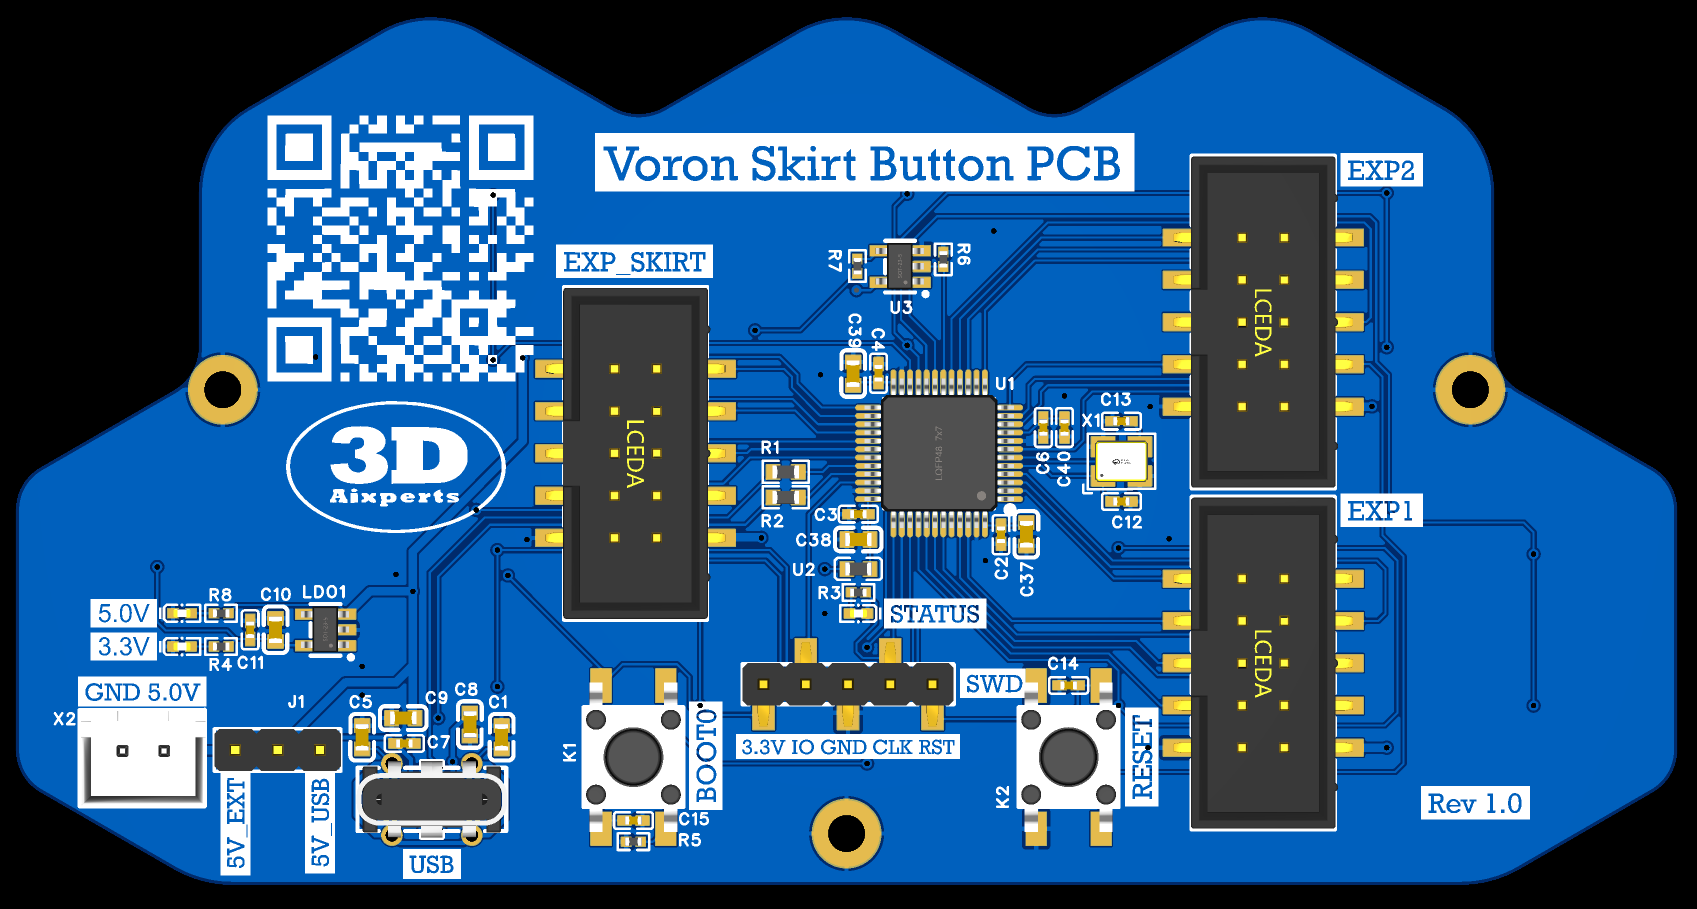 Voron Skirt Button PCB
EXP2
EXP_SKIRT
R7
R6
U3
LCEDA
C39
C4
U1
C13
X1
3D
Aixperts
LCEDA
LQFP48 7x7
R1
C6
C40
R2
C3
C12
EXP1
C38
C2
C37
U2
R3
STATUS
LCEDA
5.0V
R8
C10
LDO1
3.3V
R4
C11
GND 5.0V
X2
J1
C5
C9
C8
C1
C7
SWD
C14
3.3V IO GND CLK RST
K1
BOOT0
K2
RESET
5V_EXT
5V_USB
USB
C15
R5
Rev 1.0